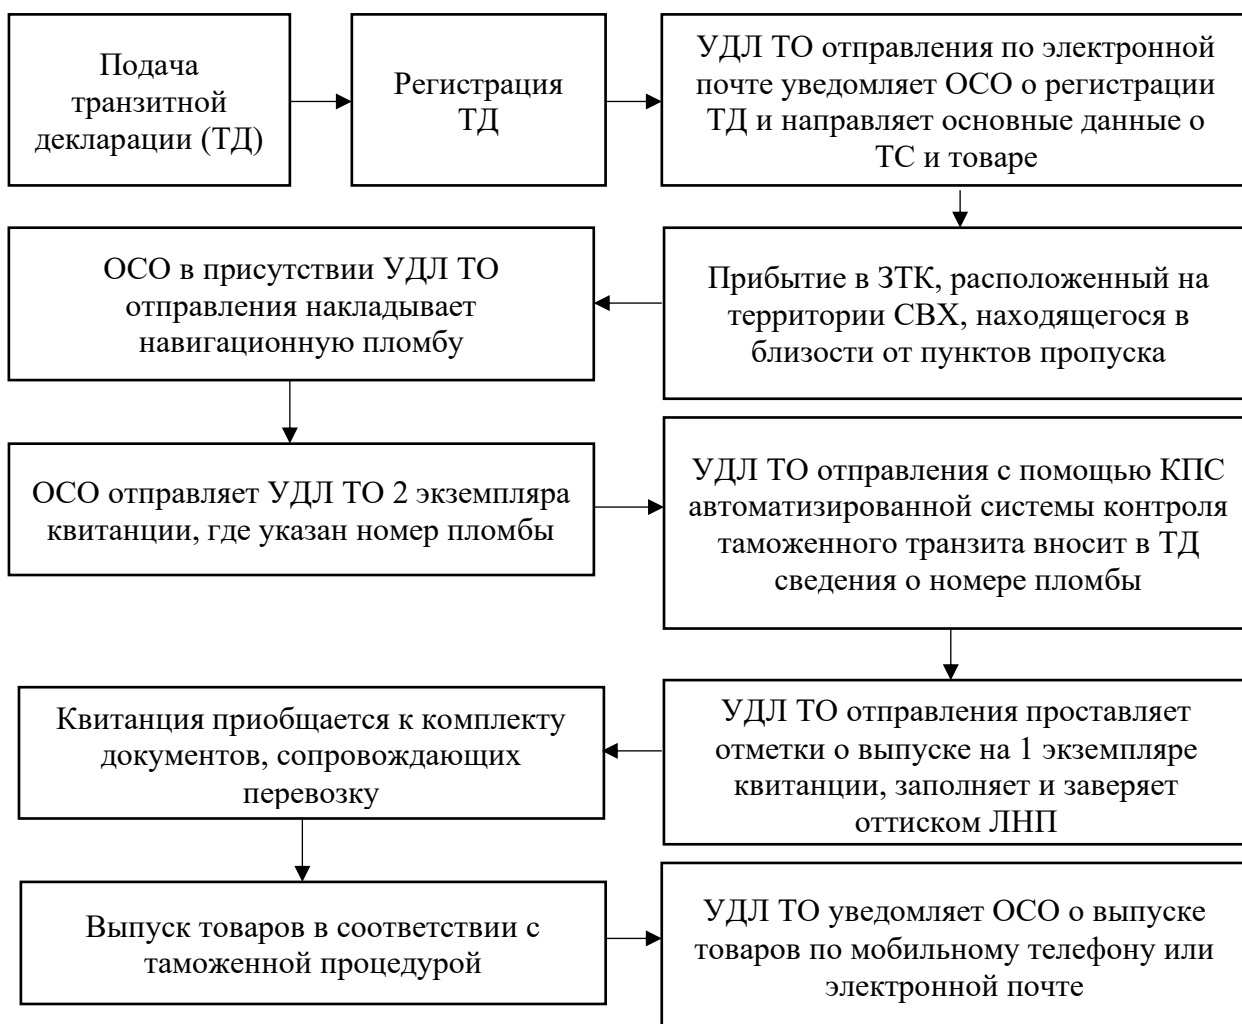 Подача
транзитной
декларации (ТД)
Регистрация
ТД
УДЛ ТО отправления по электронной
почте уведомляет ОСО о регистрации
ТД и направляет основные данные о
ТС и товаре
Прибытие в ЗТК, расположенный на
территории СВХ, находящегося в
близости от пунктов пропуска
ОСО в присутствии УДЛ ТО
отправления накладывает
навигационную пломбу
ОСО отправляет УДЛ ТО 2 экземпляра
квитанции, где указан номер пломбы
УДЛ ТО отправления с помощью КПС
автоматизированной системы контроля
таможенного транзита вносит в ТД
сведения о номере пломбы
УДЛ ТО отправления проставляет
отметки о выпуске на 1 экземпляре
квитанции, заполняет и заверяет
оттиском ЛНП
Квитанция приобщается к комплекту
документов, сопровождающих
перевозку
Выпуск товаров в соответствии с
таможенной процедурой
УДЛ ТО уведомляет ОСО о выпуске
товаров по мобильному телефону или
электронной почте